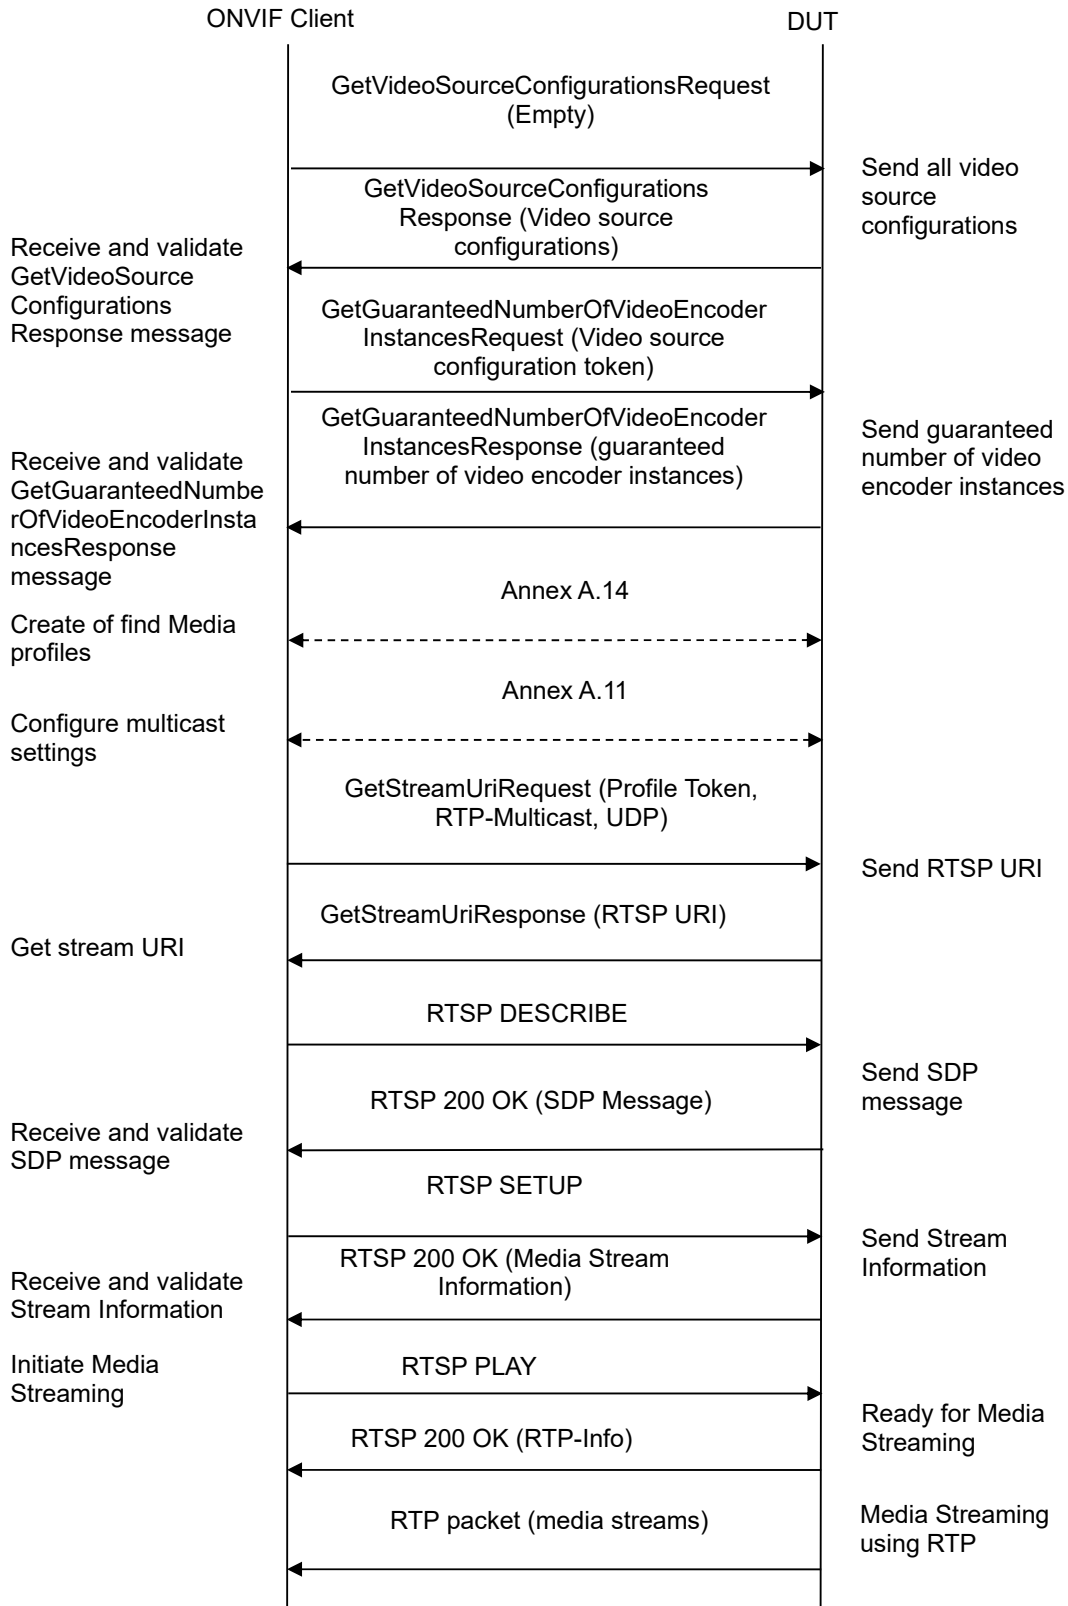 ONVIF Client
DUT
GetVideoSourceConfigurationsRequest
(Empty)
Send all video
source
configurations
GetVideoSourceConfigurations
Response (Video source
configurations)
Receive and validate
GetVideoSource
Configurations
Response message
GetGuaranteedNumberOfVideoEncoder
InstancesRequest (Video source
configuration token)
GetGuaranteedNumberOfVideoEncoder
InstancesResponse (guaranteed
number of video encoder instances)
Send guaranteed
number of video
encoder instances
Receive and validate
GetGuaranteedNumbe
rOfVideoEncoderInsta
ncesResponse
message
Annex A.14
Create of find Media
profiles
Annex A.11
Configure multicast
settings
GetStreamUriRequest (Profile Token,
RTP-Multicast, UDP)
Send RTSP URI
GetStreamUriResponse (RTSP URI)
Get stream URI
RTSP DESCRIBE
Send SDP
message
RTSP 200 OK (SDP Message)
Receive and validate
SDP message
RTSP SETUP
Send Stream
Information
RTSP 200 OK (Media Stream
Information)
Receive and validate
Stream Information
Initiate Media
Streaming
RTSP PLAY
Ready for Media
Streaming
RTSP 200 OK (RTP-Info)
RTP packet (media streams)
Media Streaming
using RTP